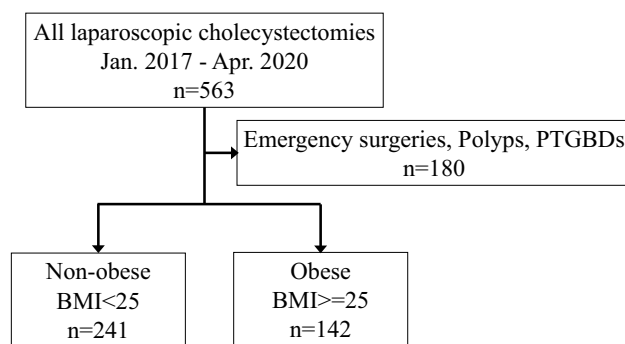 All laparoscopic cholecystectomies
Jan. 2017 - Apr. 2020
n=563
Emergency surgeries, Polyps, PTGBDs
n=180
Non-obese
BMI<25
n=241
Obese
BMI>=25
n=142